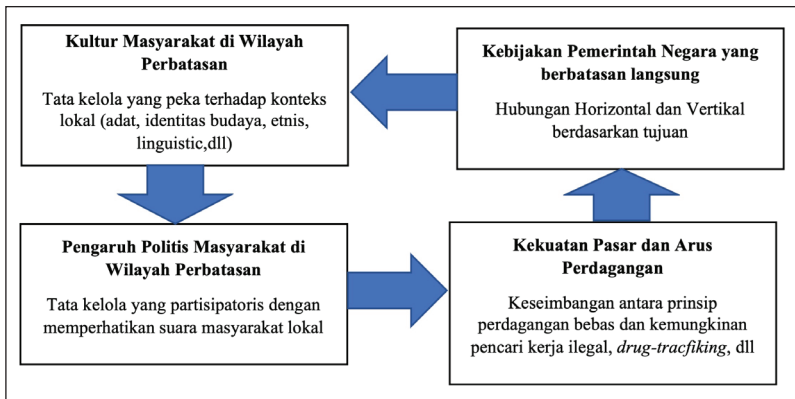 Kultur Masyarakat di Wilayah
Perbatasan
Tata kelola yang peka terhadap konteks
lokal (adat, identitas budaya, etnis,
linguistic,dll)
Kebijakan Pemerintah Negara yang
berbatasan langsung
Hubungan Horizontal dan Vertikal
berdasarkan tujuan
Pengaruh Politis Masyarakat di
Wilayah Perbatasan
Tata kelola yang partisipatoris dengan
memperhatikan suara masyarakat lokal
Kekuatan Pasar dan Arus
Perdagangan
Keseimbangan antara prinsip
perdagangan bebas dan kemungkinan
pencari kerja ilegal, drug-tracfiking, dll